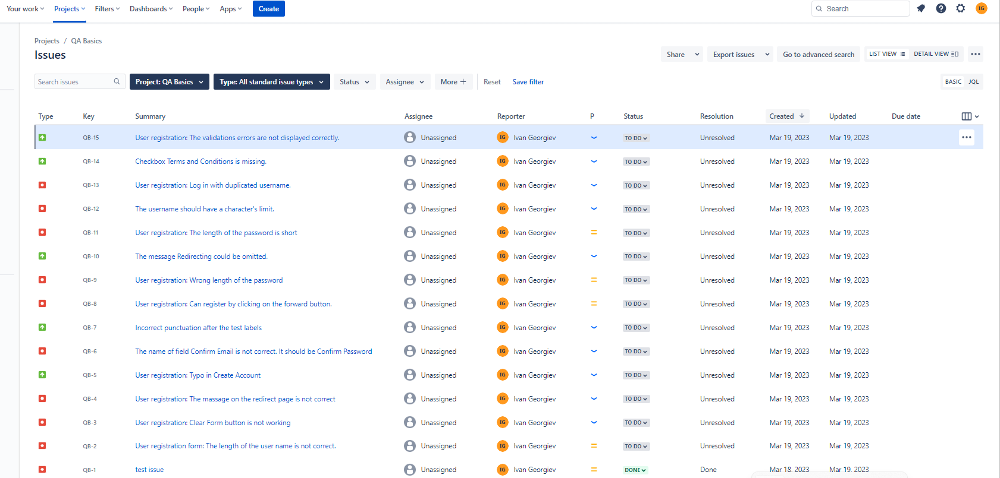 Your work Projects Filters Dashboards People Apps Create Search IG
Projects / QA Basics
Issues
Share Export issues Go to advanced search LIST VIEW DETAIL VIEW
Search issues Project: QA Basics Type: All standard issue types Status Assignee More + Reset Save filter BASIC JQL
Type Key Summary Assignee Reporter P Status Resolution Created Updated Due date
QB-15 User registration: The validations errors are not displayed correctly. Unassigned IG Ivan Georgiev TO DO Unresolved Mar 19, 2023 Mar 19, 2023
QB-14 Checkbox Terms and Conditions is missing. Unassigned IG Ivan Georgiev TO DO Unresolved Mar 19, 2023 Mar 19, 2023
QB-13 User registration: Log in with duplicated username. Unassigned IG Ivan Georgiev TO DO Unresolved Mar 19, 2023 Mar 19, 2023
QB-12 The username should have a character's limit. Unassigned IG Ivan Georgiev TO DO Unresolved Mar 19, 2023 Mar 19, 2023
QB-11 User registration: The length of the password is short Unassigned IG Ivan Georgiev TO DO Unresolved Mar 19, 2023 Mar 19, 2023
QB-10 The message Redirecting could be omitted. Unassigned IG Ivan Georgiev TO DO Unresolved Mar 19, 2023 Mar 19, 2023
QB-9 User registration: Wrong length of the password Unassigned IG Ivan Georgiev TO DO Unresolved Mar 19, 2023 Mar 19, 2023
QB-8 User registration: Can register by clicking on the forward button. Unassigned IG Ivan Georgiev TO DO Unresolved Mar 19, 2023 Mar 19, 2023
QB-7 Incorrect punctuation after the test labels Unassigned IG Ivan Georgiev TO DO Unresolved Mar 19, 2023 Mar 19, 2023
QB-6 The name of field Confirm Email is not correct. It should be Confirm Password Unassigned IG Ivan Georgiev TO DO Unresolved Mar 19, 2023 Mar 19, 2023
QB-5 User registration: Typo in Create Account Unassigned IG Ivan Georgiev TO DO Unresolved Mar 19, 2023 Mar 19, 2023
QB-4 User registration: The massage on the redirect page is not correct Unassigned IG Ivan Georgiev TO DO Unresolved Mar 19, 2023 Mar 19, 2023
QB-3 User registration: Clear Form button is not working Unassigned IG Ivan Georgiev TO DO Unresolved Mar 19, 2023 Mar 19, 2023
QB-2 User registration form: The length of the user name is not correct. Unassigned IG Ivan Georgiev TO DO Unresolved Mar 19, 2023 Mar 19, 2023
QB-1 test issue Unassigned IG Ivan Georgiev DONE Done Mar 18, 2023 Mar 19, 2023